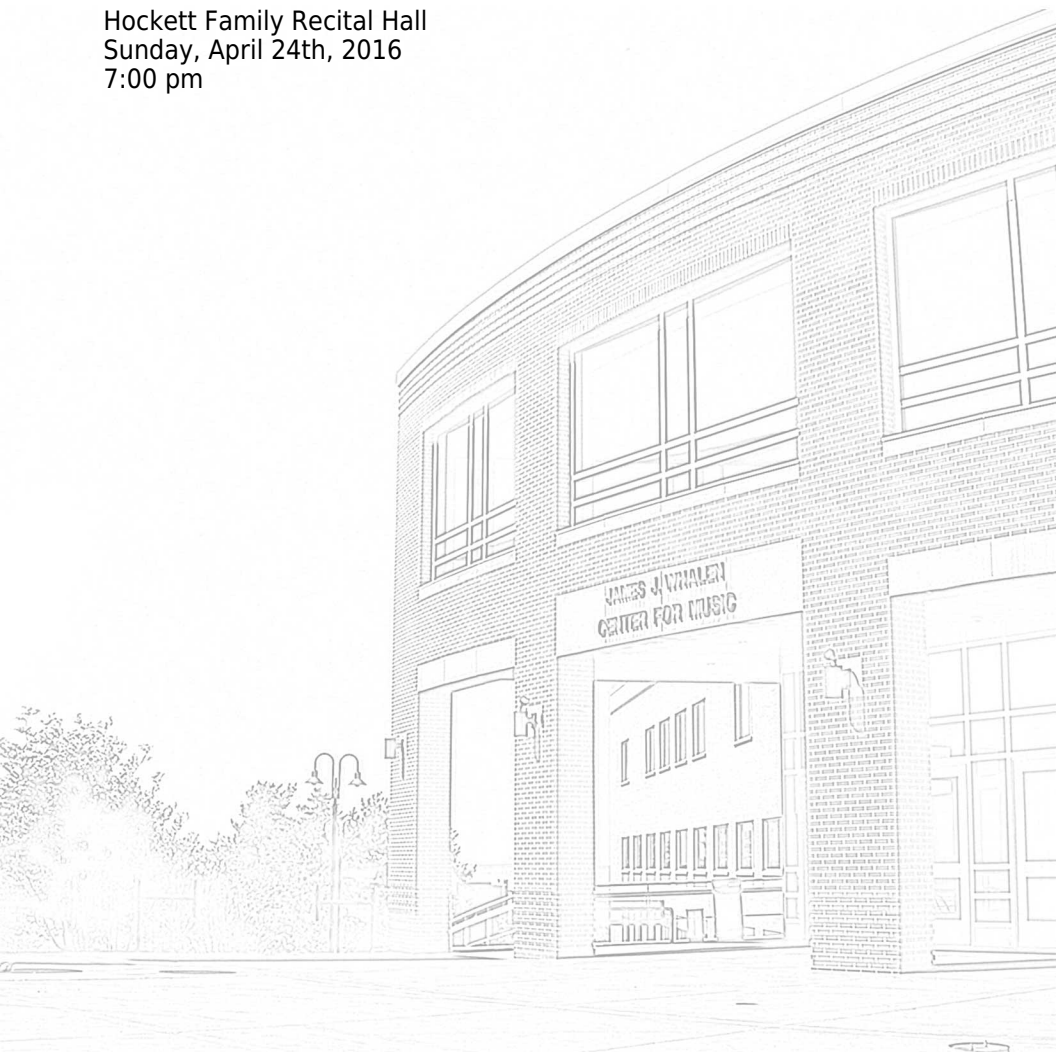 Hockett Family Recital Hall
Sunday, April 24th, 2016
7:00 pm
JAMES J. WHALEN
CENTER FOR MUSIC